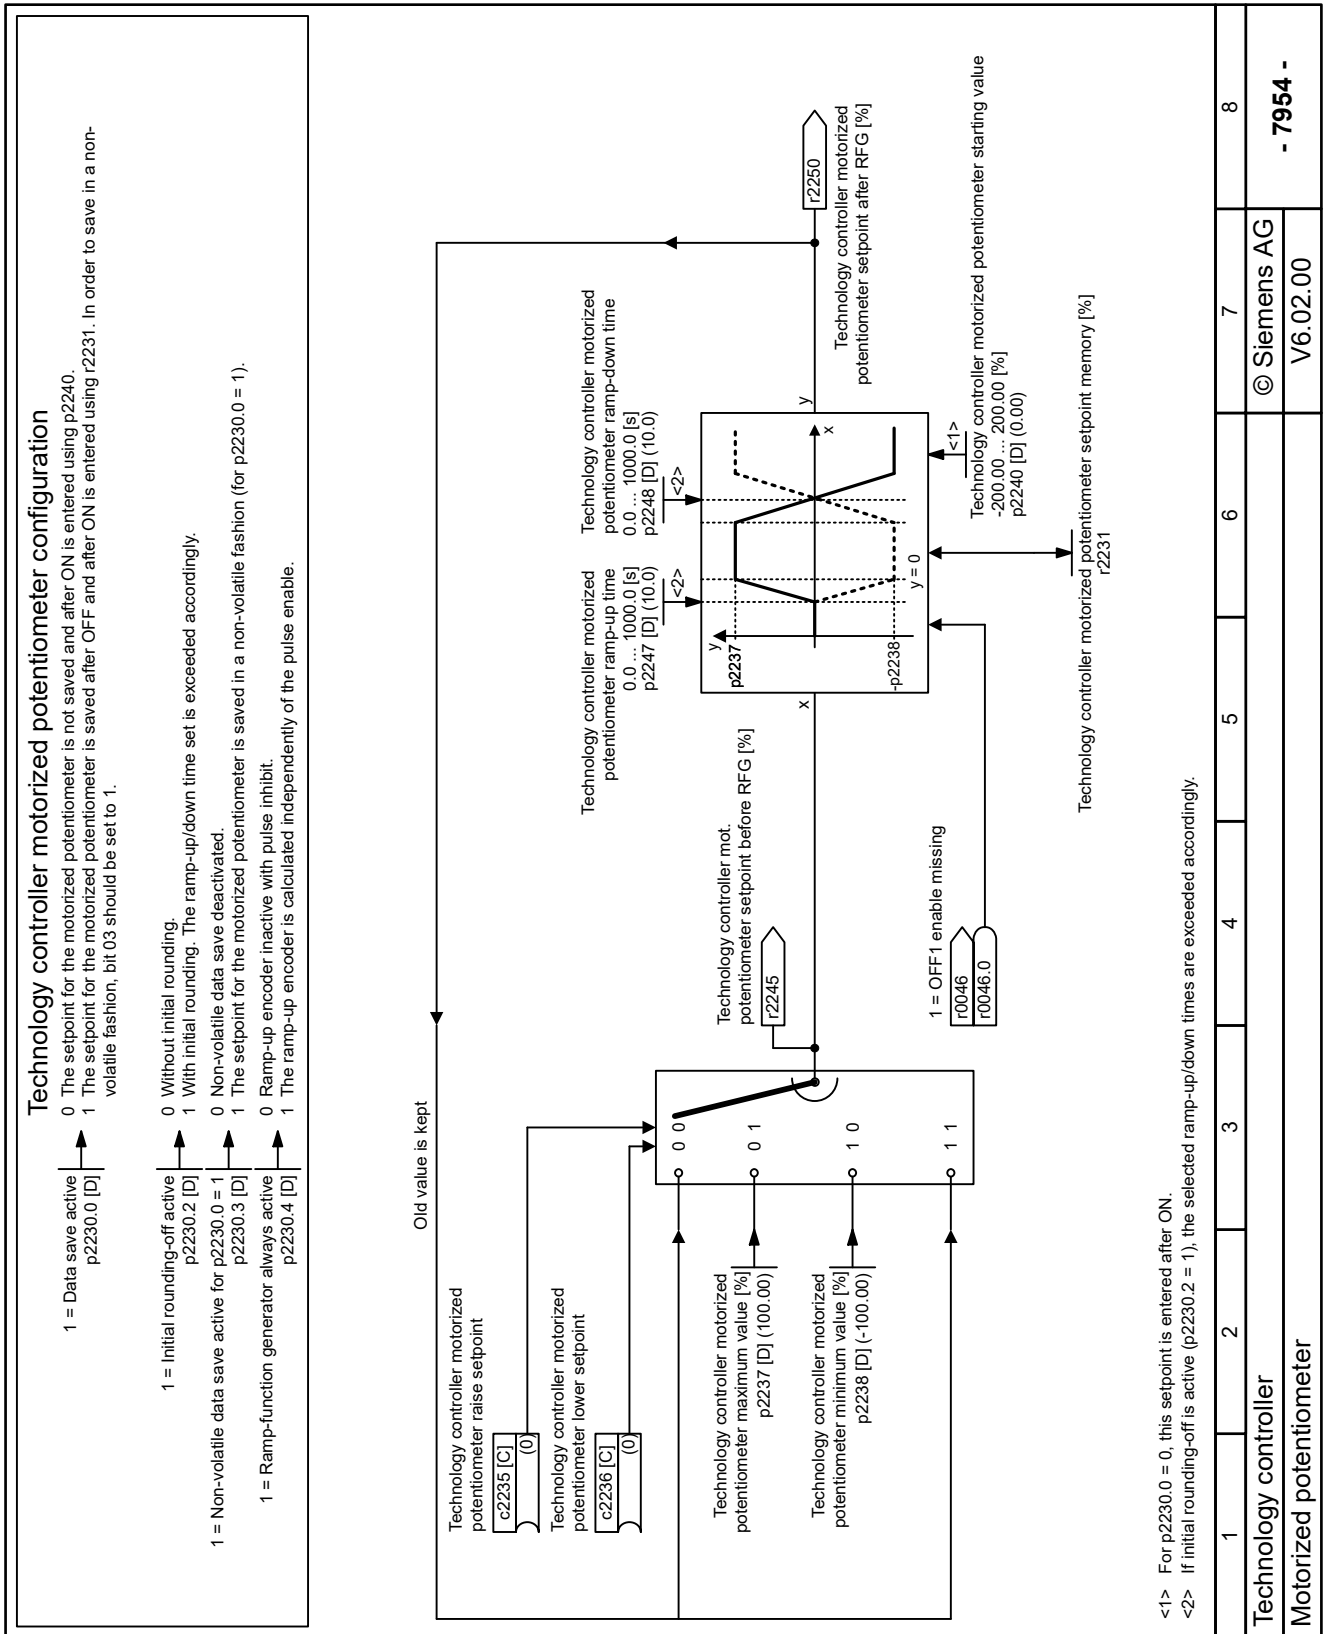 Technology controller motorized potentiometer configuration
1 = Data save active
p2230.0 [D]
0 The setpoint for the motorized potentiometer is not saved and after ON is entered using p2240.
1 The setpoint for the motorized potentiometer is saved after OFF and after ON is entered using r2231. In order to save in a non-
volatile fashion, bit 03 should be set to 1.
1 = Initial rounding-off active
p2230.2 [D]
0 Without initial rounding.
1 With initial rounding. The ramp-up/down time set is exceeded accordingly.
1 = Non-volatile data save active for p2230.0 = 1
p2230.3 [D]
0 Non-volatile data save deactivated.
1 The setpoint for the motorized potentiometer is saved in a non-volatile fashion (for p2230.0 = 1).
1 = Ramp-function generator always active
p2230.4 [D]
0 Ramp-up encoder inactive with pulse inhibit.
1 The ramp-up encoder is calculated independently of the pulse enable.
Old value is kept
Technology controller motorized
potentiometer raise setpoint
c2235 [C]
(0)
Technology controller motorized
potentiometer lower setpoint
c2236 [C]
(0)
Technology controller motorized
potentiometer maximum value [%]
p2237 [D] (100.00)
Technology controller motorized
potentiometer minimum value [%]
p2238 [D] (-100.00)
0 0
0 1
1 0
1 1
Technology controller mot.
potentiometer setpoint before RFG [%]
r2245
1 = OFF1 enable missing
r0046
r0046.0
Technology controller motorized
potentiometer ramp-up time
0.0 ... 1000.0 [s]
p2247 [D] (10.0)
<2>
Technology controller motorized
potentiometer ramp-down time
0.0 ... 1000.0 [s]
p2248 [D] (10.0)
<2>
x
y
p2237
-p2238
y = 0
x
y
Technology controller motorized
potentiometer setpoint after RFG [%]
r2250
<1>
Technology controller motorized potentiometer starting value
-200.00 ... 200.00 [%]
p2240 [D] (0.00)
Technology controller motorized potentiometer setpoint memory [%]
r2231
<1> For p2230.0 = 0, this setpoint is entered after ON.
<2> If initial rounding-off is active (p2230.2 = 1), the selected ramp-up/down times are exceeded accordingly.
1 2 3 4 5 6 7 8
Technology controller
Motorized potentiometer
© Siemens AG
V6.02.00
- 7954 -